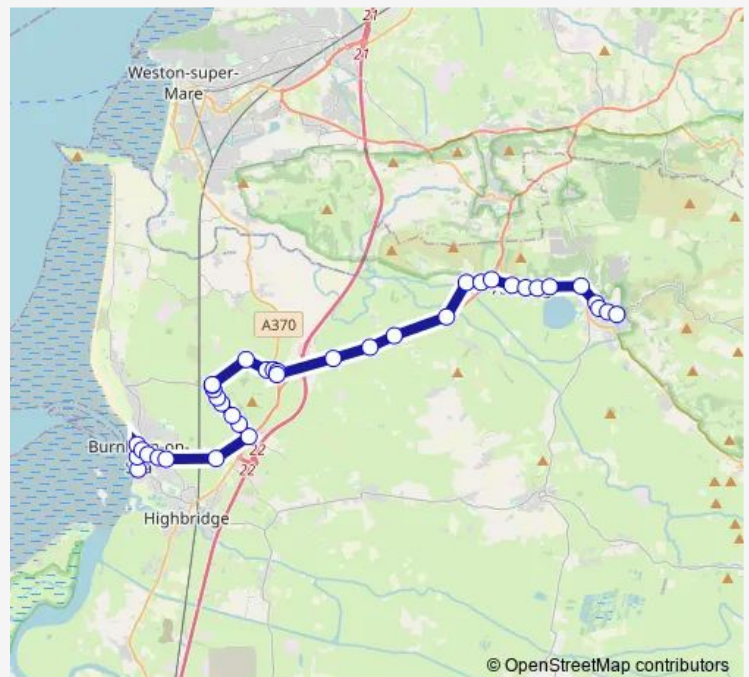 21
21
Weston-super-
Mare
A370
22
22
Highbridge
© OpenStreetMap contributors